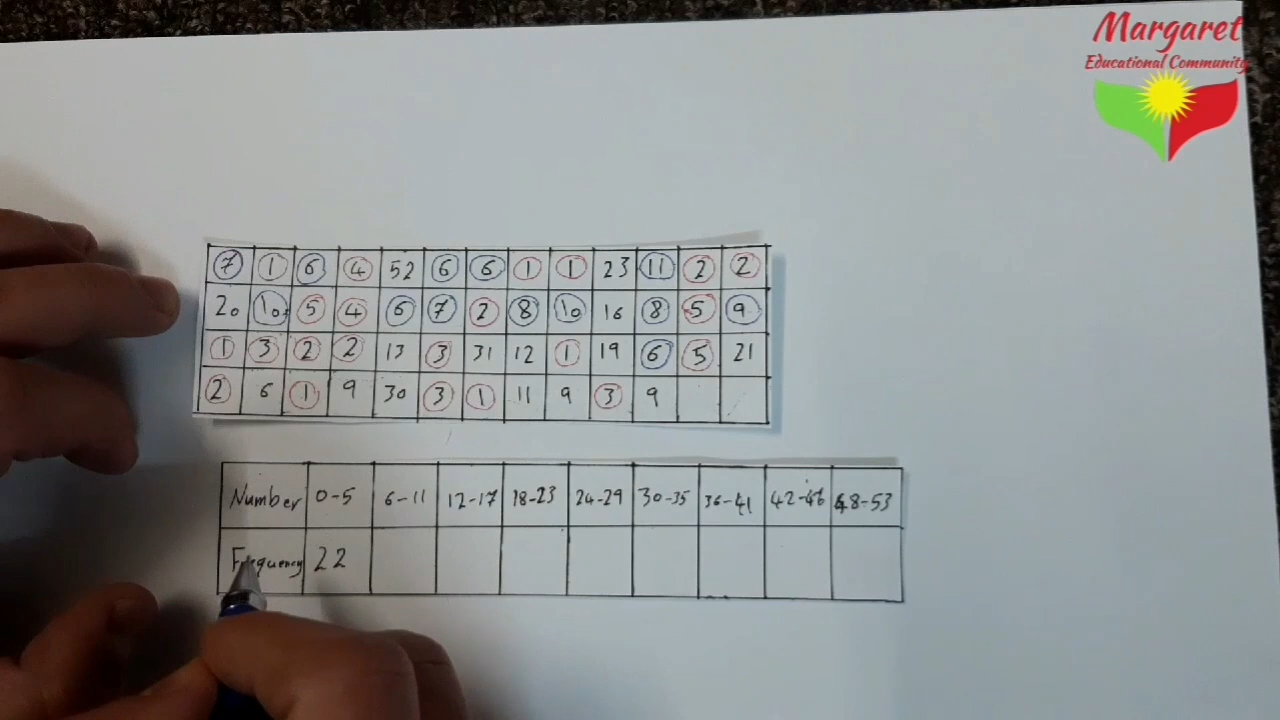 Margaret
Educational Community
7 1 6 4 52 6 6 1 1 23 11 2 2
20 10 5 4 6 7 2 8 10 16 8 5 9
1 3 2 2 13 3 31 12 1 19 6 5 21
2 6 1 9 30 3 1 11 9 3 9
Number 0-5 6-11 12-17 18-23 24-29 30-35 36-41 42-46 48-53
Frequency 22